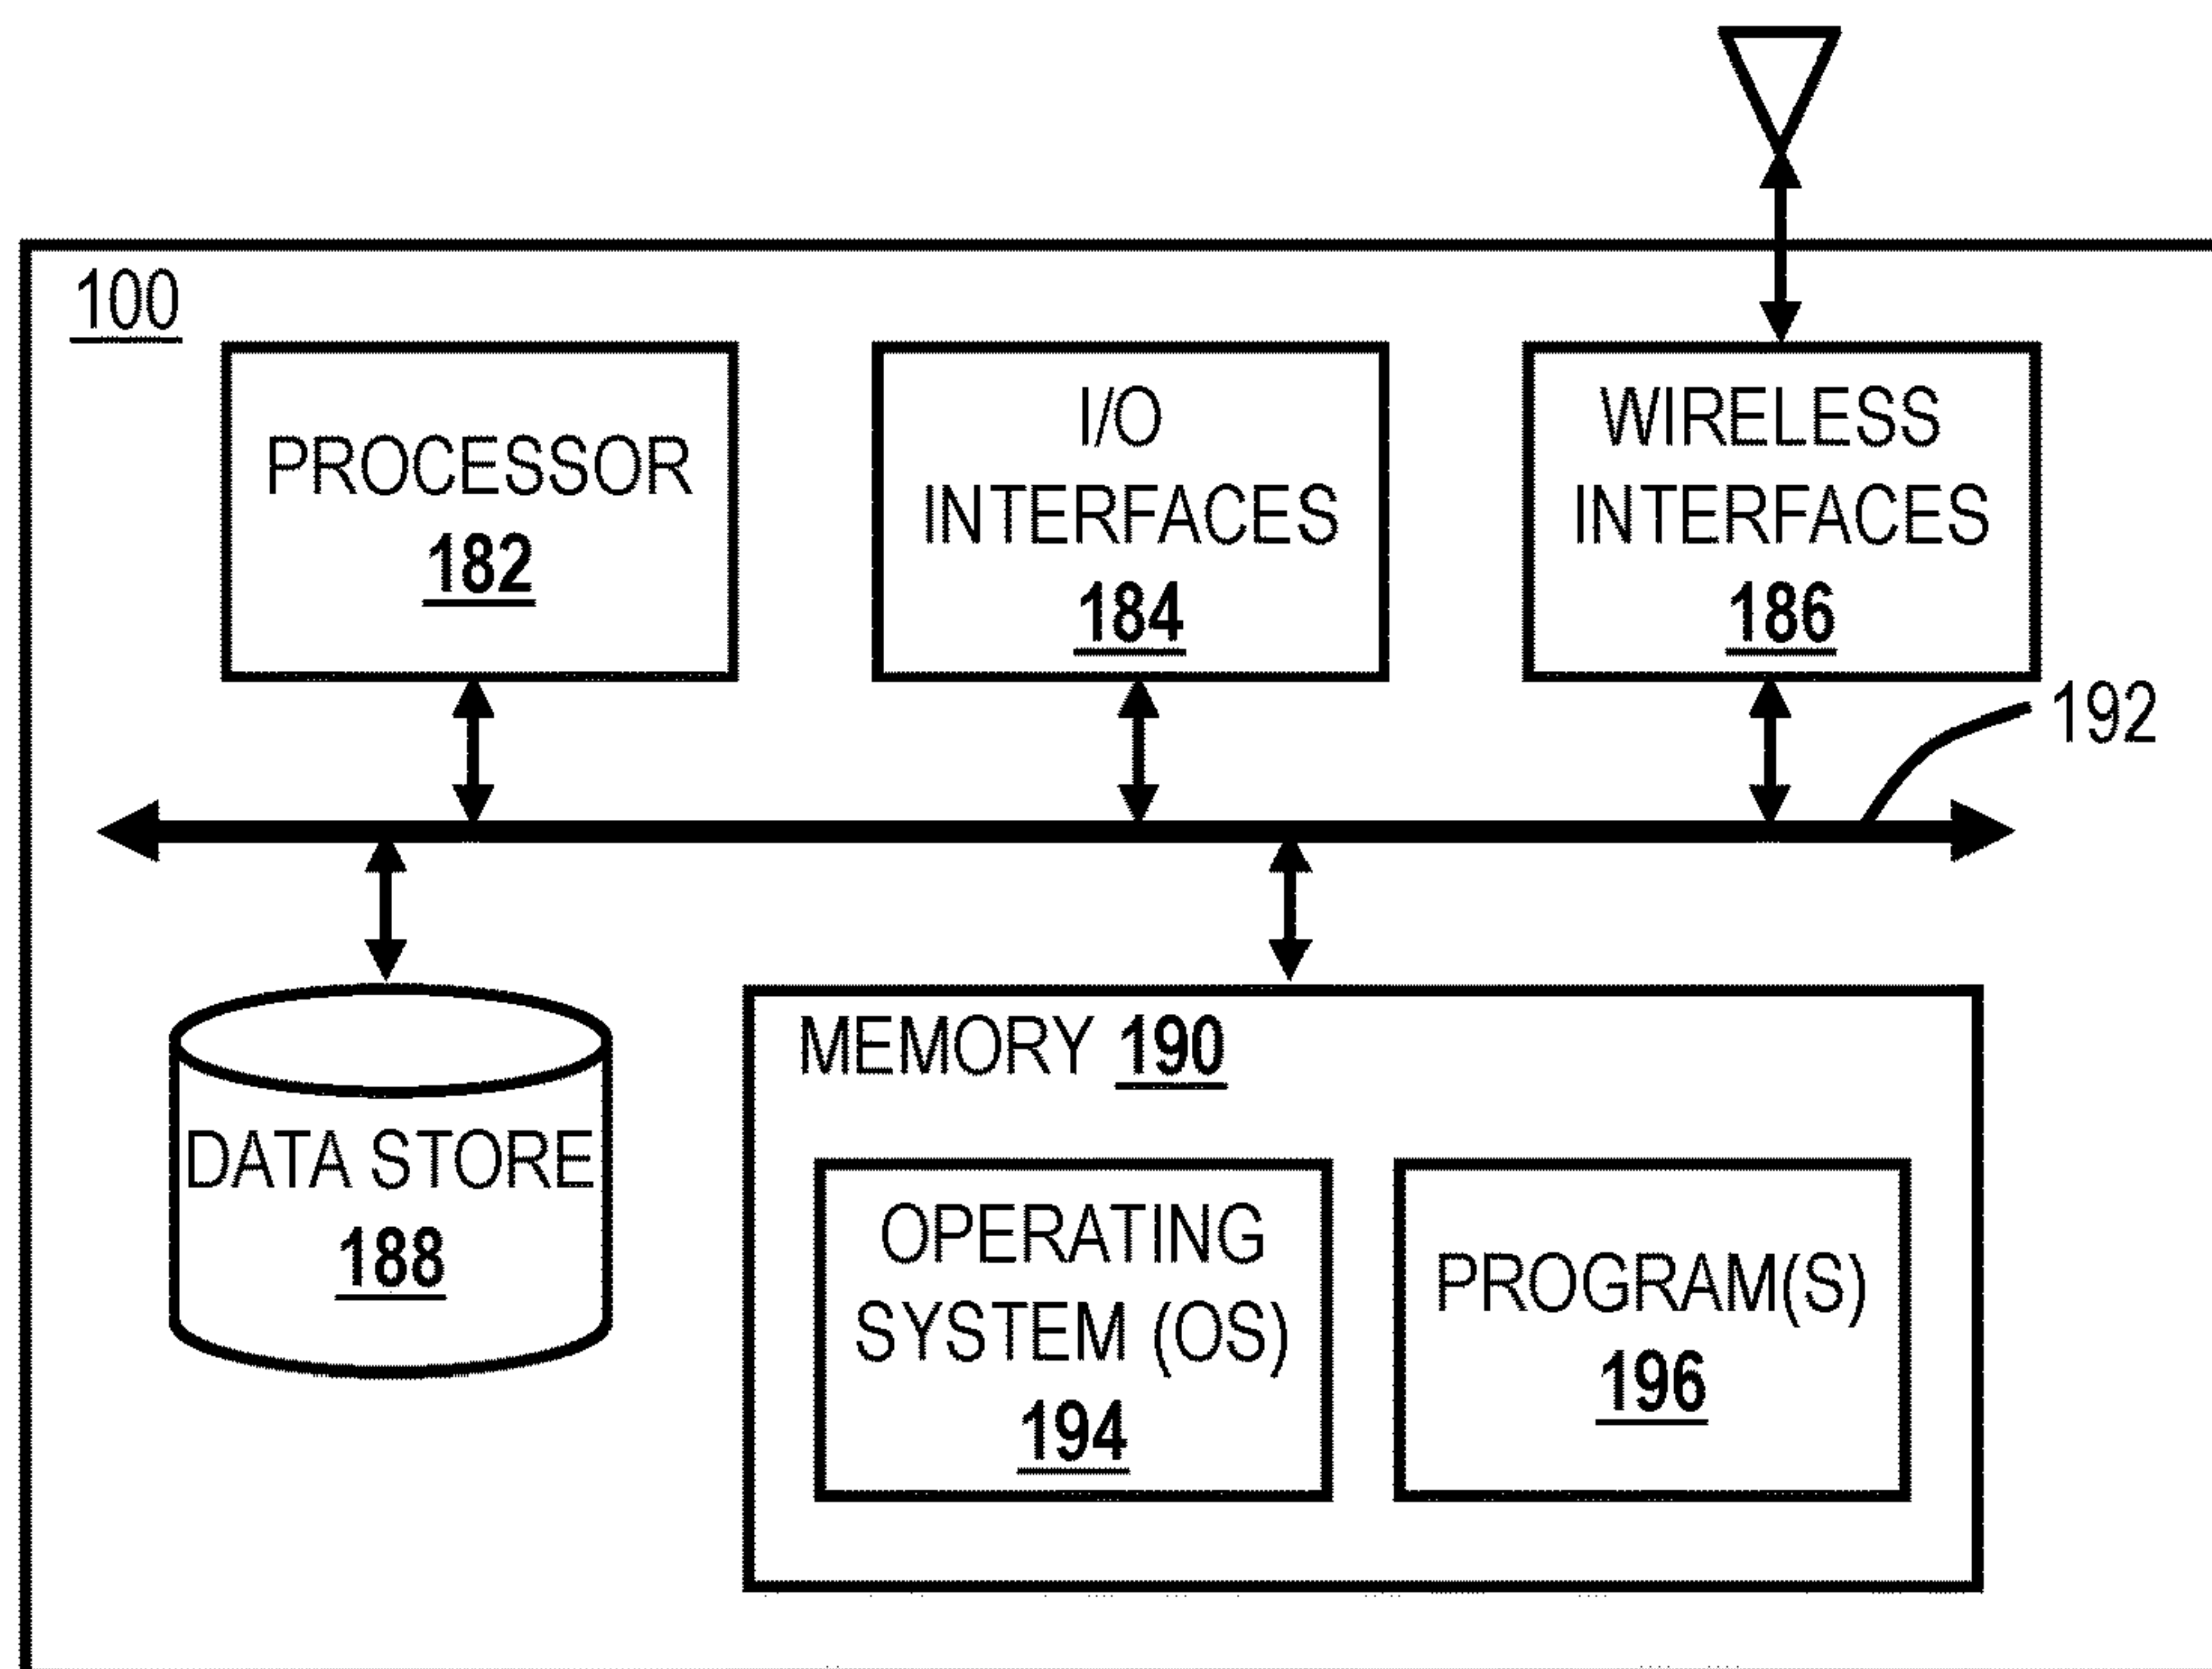 100
PROCESSOR
182
I/O
INTERFACES
184
WIRELESS
INTERFACES
186
192
DATA STORE
188
MEMORY 190
OPERATING
SYSTEM (OS)
194
PROGRAM(S)
196